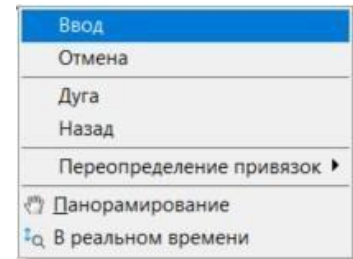 Ввод
Отмена
Дуга
Назад
Переопределение привязок
Панорамирование
В реальном времени